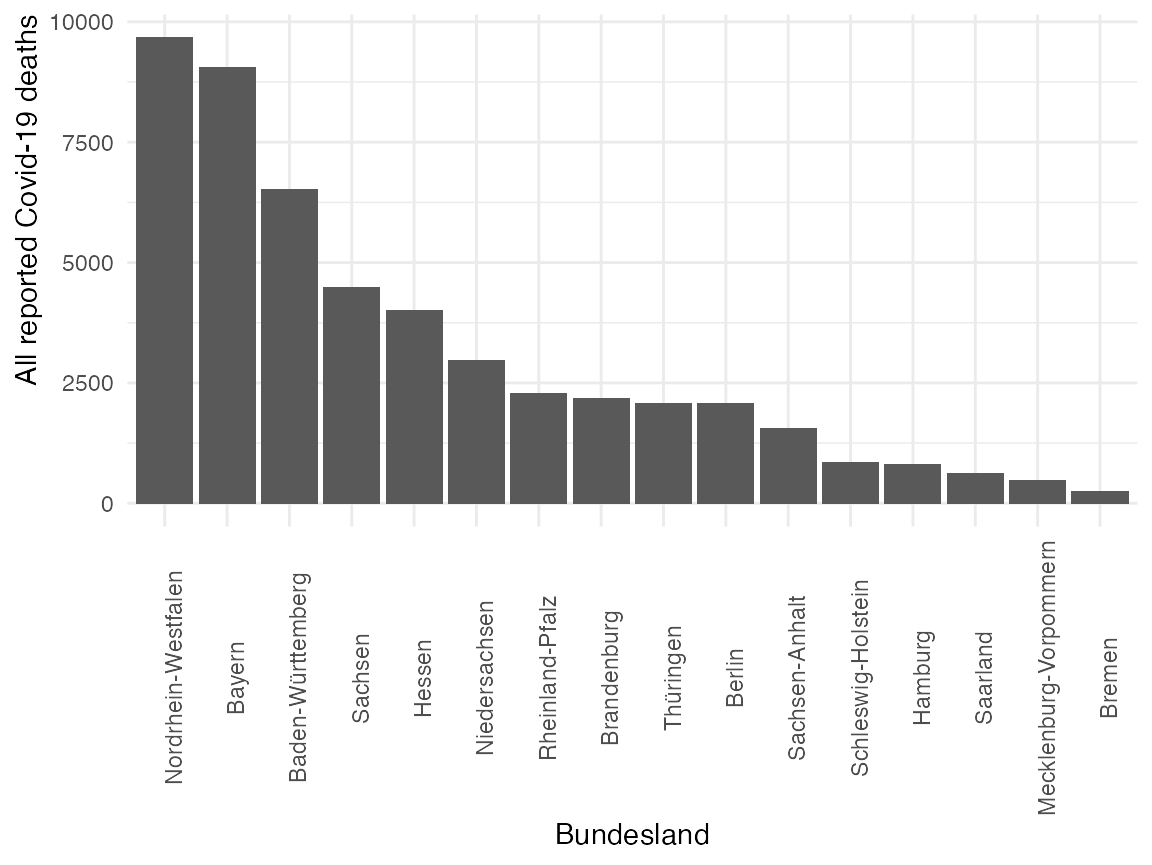 All reported Covid-19 deaths
10000
7500
5000
2500
0
Nordrhein-Westfalen
Bayern
Baden-Württemberg
Sachsen
Hessen
Niedersachsen
Rheinland-Pfalz
Brandenburg
Thüringen
Berlin
Sachsen-Anhalt
Schleswig-Holstein
Hamburg
Saarland
Mecklenburg-Vorpommern
Bremen
Bundesland